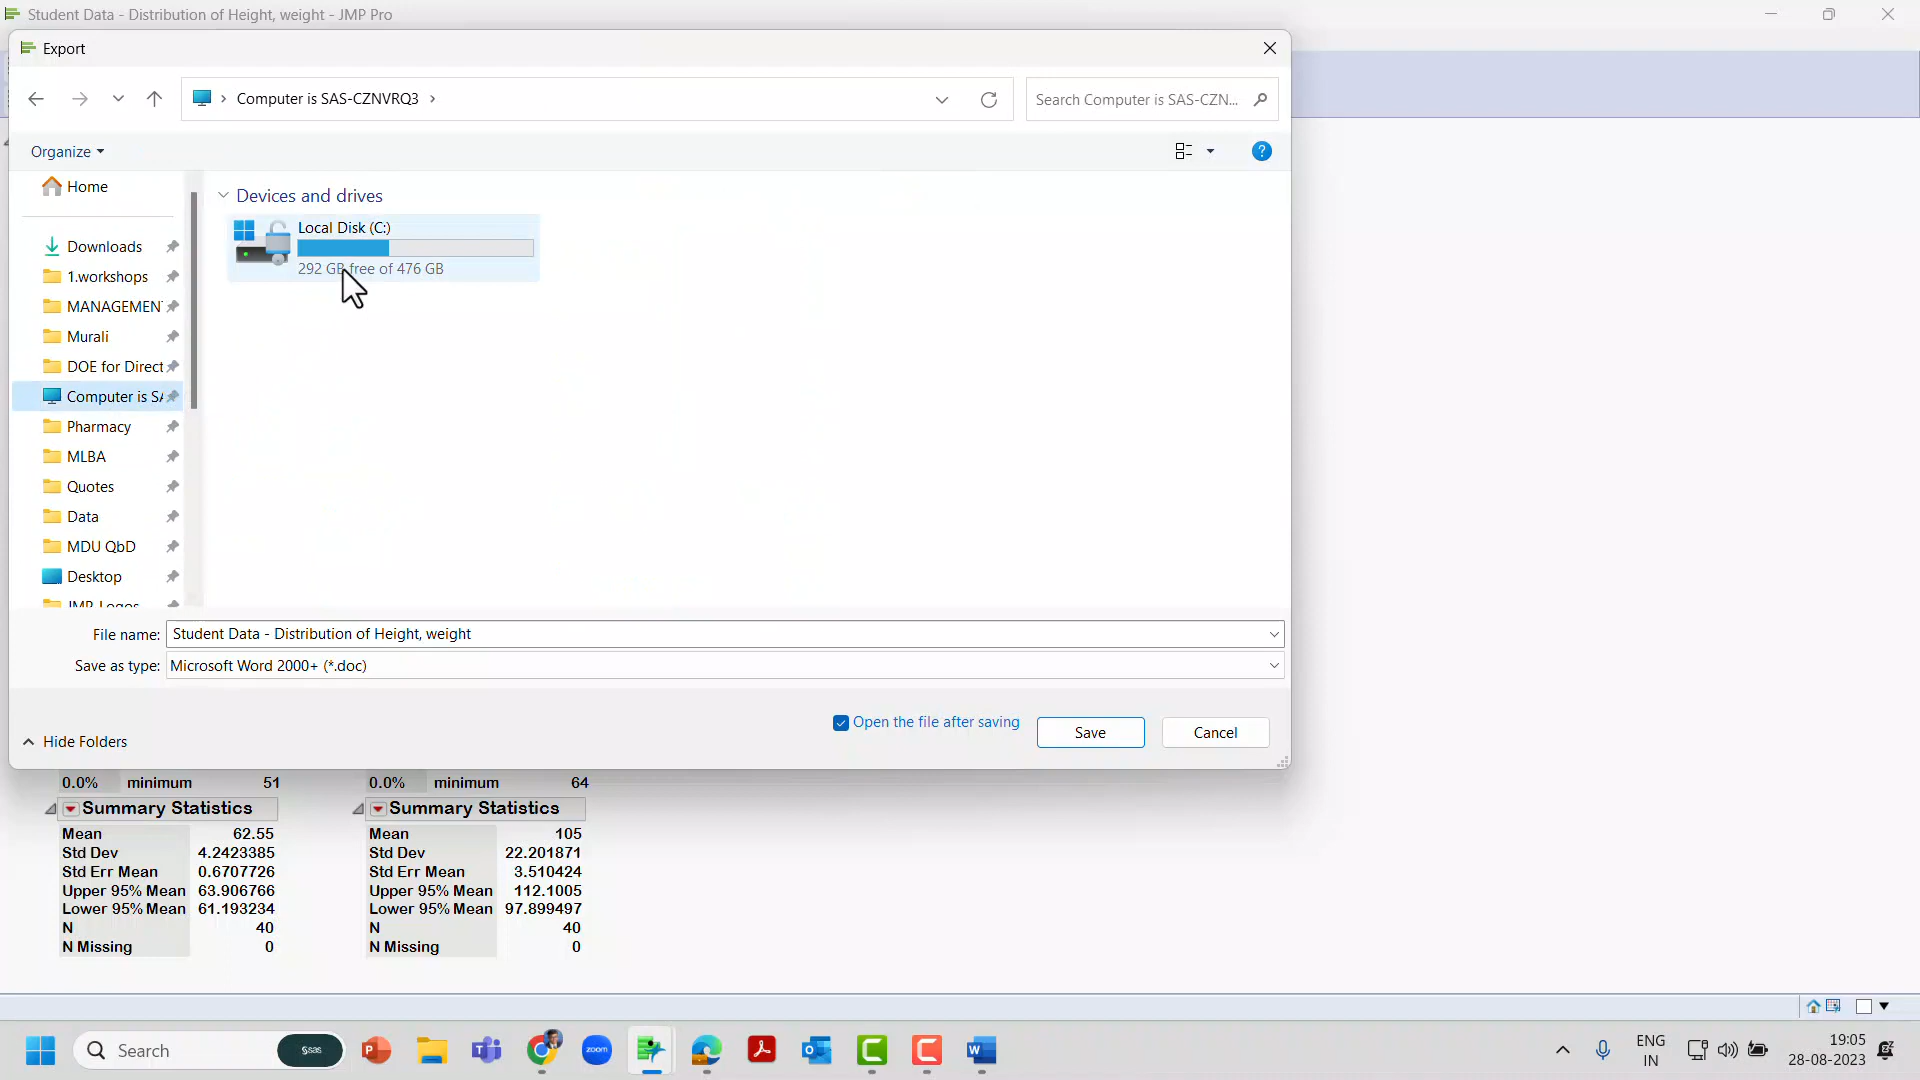 Student Data - Distribution of Height, weight - JMP Pro
Export
Computer is SAS-CZNVRQ3
Search Computer is SAS-CZN...
Organize
Home
Downloads
1.workshops
MANAGEMEN
Murali
DOE for Direct
Computer is SA
Pharmacy
MLBA
Quotes
Data
MDU QbD
Desktop
JMP Logos
Devices and drives
Local Disk (C:)
292 GB free of 476 GB
File name: Student Data - Distribution of Height, weight
Save as type: Microsoft Word 2000+ (*.doc)
Open the file after saving
Save
Cancel
Hide Folders
0.0% minimum 51
Summary Statistics
Mean 62.55
Std Dev 4.2423385
Std Err Mean 0.6707726
Upper 95% Mean 63.906766
Lower 95% Mean 61.193234
N 40
N Missing 0
0.0% minimum 64
Summary Statistics
Mean 105
Std Dev 22.201871
Std Err Mean 3.510424
Upper 95% Mean 112.1005
Lower 95% Mean 97.899497
N 40
N Missing 0
Search
sas
zoom
ENG
IN
19:05
28-08-2023